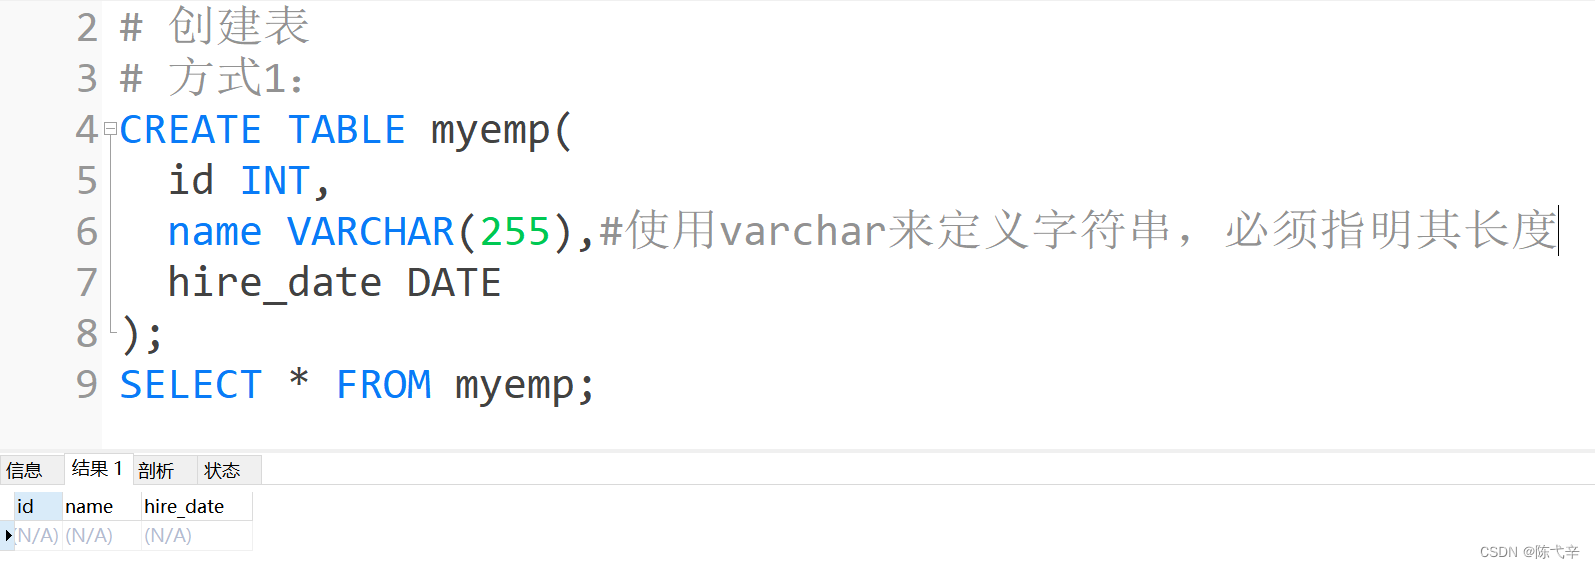 2 # 创建表
3 # 方式1：
4 CREATE TABLE myemp(
5 id INT,
6 name VARCHAR(255),#使用varchar来定义字符串，必须指明其长度
7 hire_date DATE
8 );
9 SELECT * FROM myemp;
信息 结果 1 剖析 状态
id name hire_date
(N/A) (N/A) (N/A)
CSDN @陈弋辛